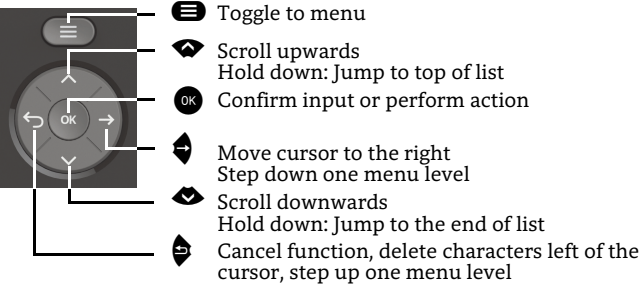 Toggle to menu
Scroll upwards
Hold down: Jump to top of list
OK
OK Confirm input or perform action
Move cursor to the right
Step down one menu level
Scroll downwards
Hold down: Jump to the end of list
Cancel function, delete characters left of the
cursor, step up one menu level